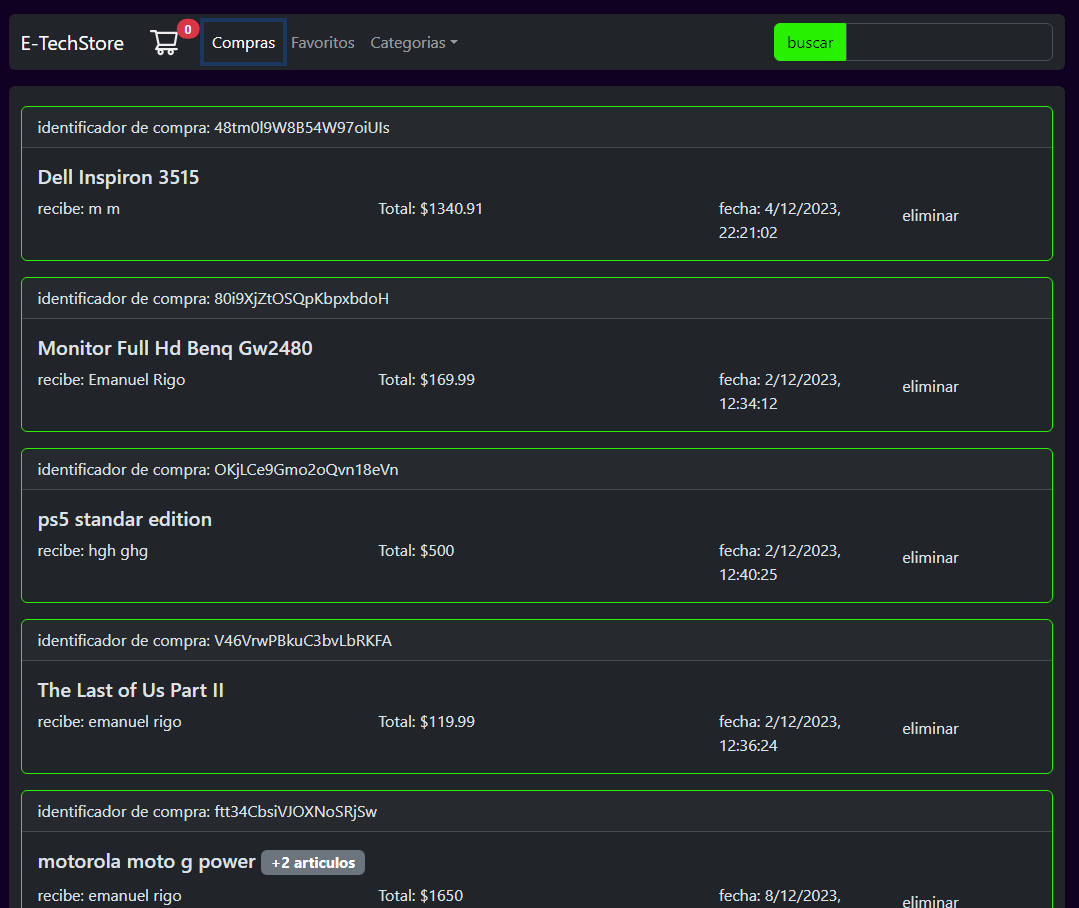 E-TechStore 0 Compras Favoritos Categorias buscar
identificador de compra: 48tm0l9W8B54W97oiUIs
Dell Inspiron 3515
recibe: m m Total: $1340.91 fecha: 4/12/2023, eliminar
22:21:02
identificador de compra: 80i9XjZtOSQpKbpxbdoH
Monitor Full Hd Benq Gw2480
recibe: Emanuel Rigo Total: $169.99 fecha: 2/12/2023, eliminar
12:34:12
identificador de compra: OKjLCe9Gmo2oQvn18eVn
ps5 standar edition
recibe: hgh ghg Total: $500 fecha: 2/12/2023, eliminar
12:40:25
identificador de compra: V46VrwPBkuC3bvLbRKFA
The Last of Us Part II
recibe: emanuel rigo Total: $119.99 fecha: 2/12/2023, eliminar
12:36:24
identificador de compra: ftt34CbsiVJOXNoSRjSw
motorola moto g power +2 articulos
recibe: emanuel rigo Total: $1650 fecha: 8/12/2023, eliminar